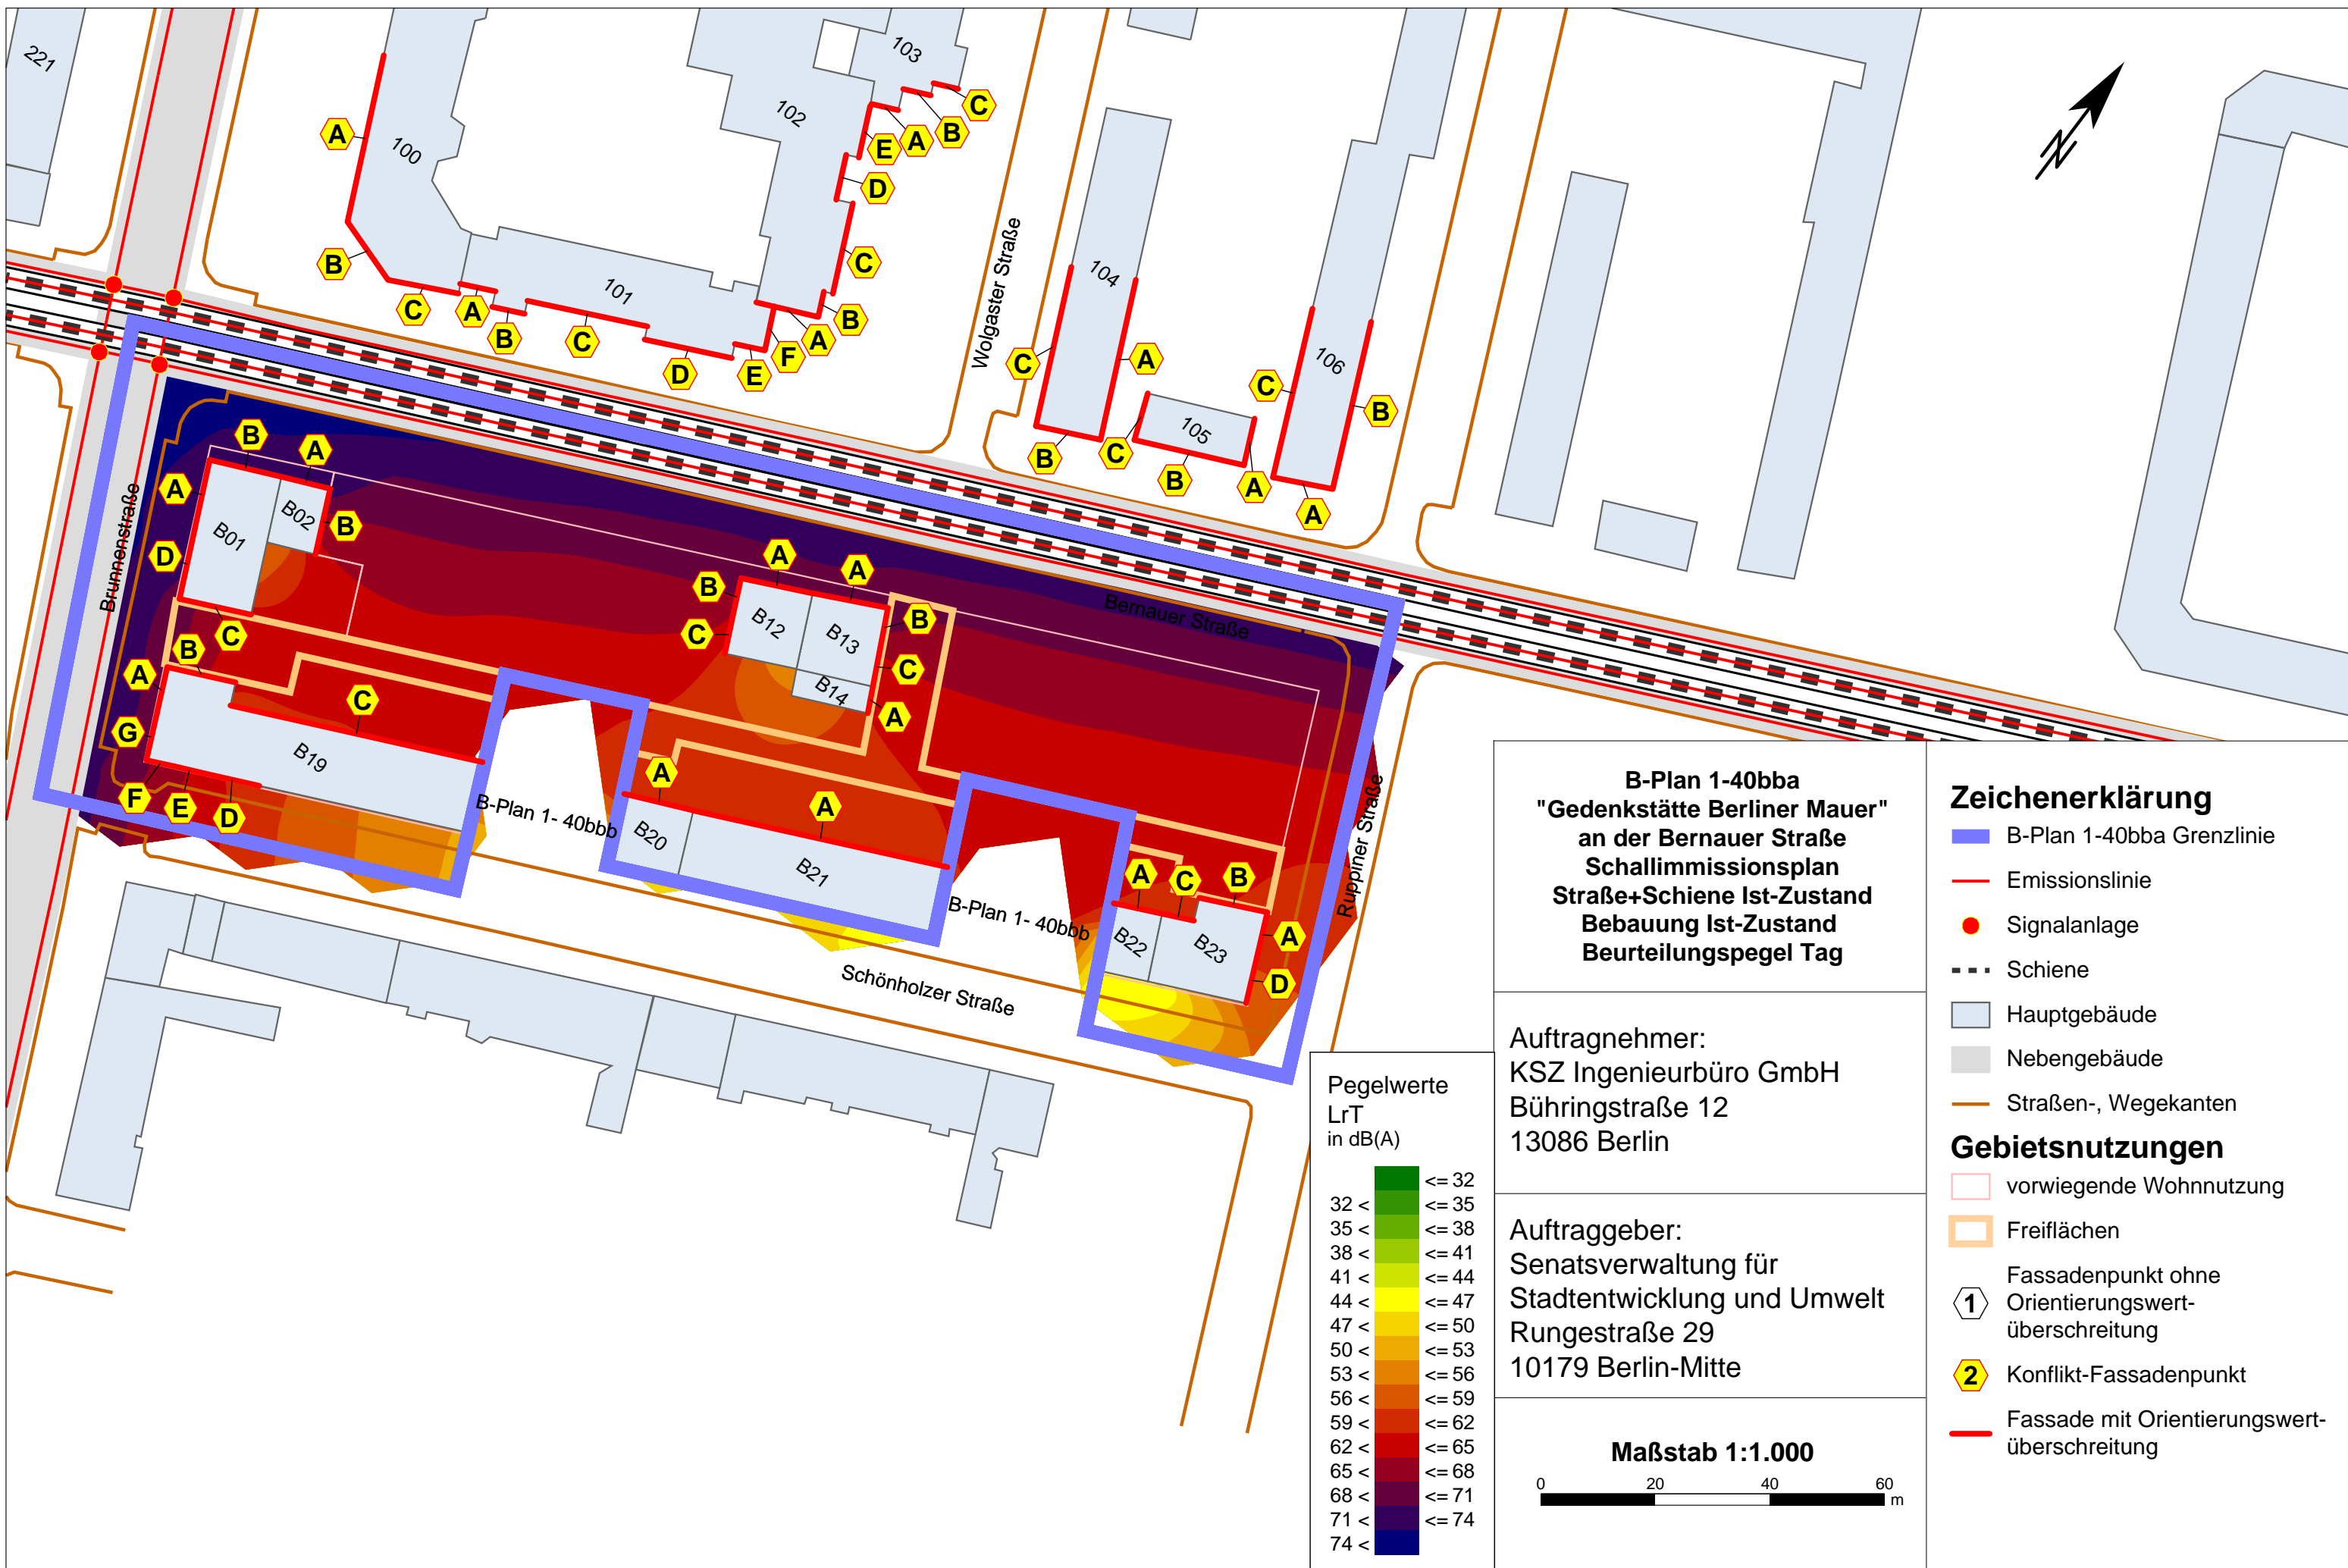 221
103
102
100
101
104
105
106
A
B
C
A
B
C
D
E
F
A
B
C
D
E
A
B
C
C
A
B
C
B
A
C
B
A
Wolgaster Straße
Brunnenstraße
Bernauer Straße
Ruppiner Straße
Schönholzer Straße
B-Plan 1- 40bbb
B-Plan 1- 40bbb
B
A
A
B
D
C
B01
B02
A
A
B
C
B
C
A
B12
B13
B14
B
A
C
G
F
E
D
B19
A
A
B20
B21
A
C
B
A
D
B22
B23
B-Plan 1-40bba
"Gedenkstätte Berliner Mauer"
an der Bernauer Straße
Schallimmissionsplan
Straße+Schiene Ist-Zustand
Bebauung Ist-Zustand
Beurteilungspegel Tag
Auftragnehmer:
KSZ Ingenieurbüro GmbH
Bühringstraße 12
13086 Berlin
Auftraggeber:
Senatsverwaltung für
Stadtentwicklung und Umwelt
Rungestraße 29
10179 Berlin-Mitte
Maßstab 1:1.000
0 20 40 60
m
Pegelwerte
LrT
in dB(A)
<= 32
32 < <= 35
35 < <= 38
38 < <= 41
41 < <= 44
44 < <= 47
47 < <= 50
50 < <= 53
53 < <= 56
56 < <= 59
59 < <= 62
62 < <= 65
65 < <= 68
68 < <= 71
71 < <= 74
74 <
Zeichenerklärung
B-Plan 1-40bba Grenzlinie
Emissionslinie
Signalanlage
Schiene
Hauptgebäude
Nebengebäude
Straßen-, Wegekanten
Gebietsnutzungen
vorwiegende Wohnnutzung
Freiflächen
1
Fassadenpunkt ohne
Orientierungswert-
überschreitung
2 Konflikt-Fassadenpunkt
Fassade mit Orientierungswert-
überschreitung
N